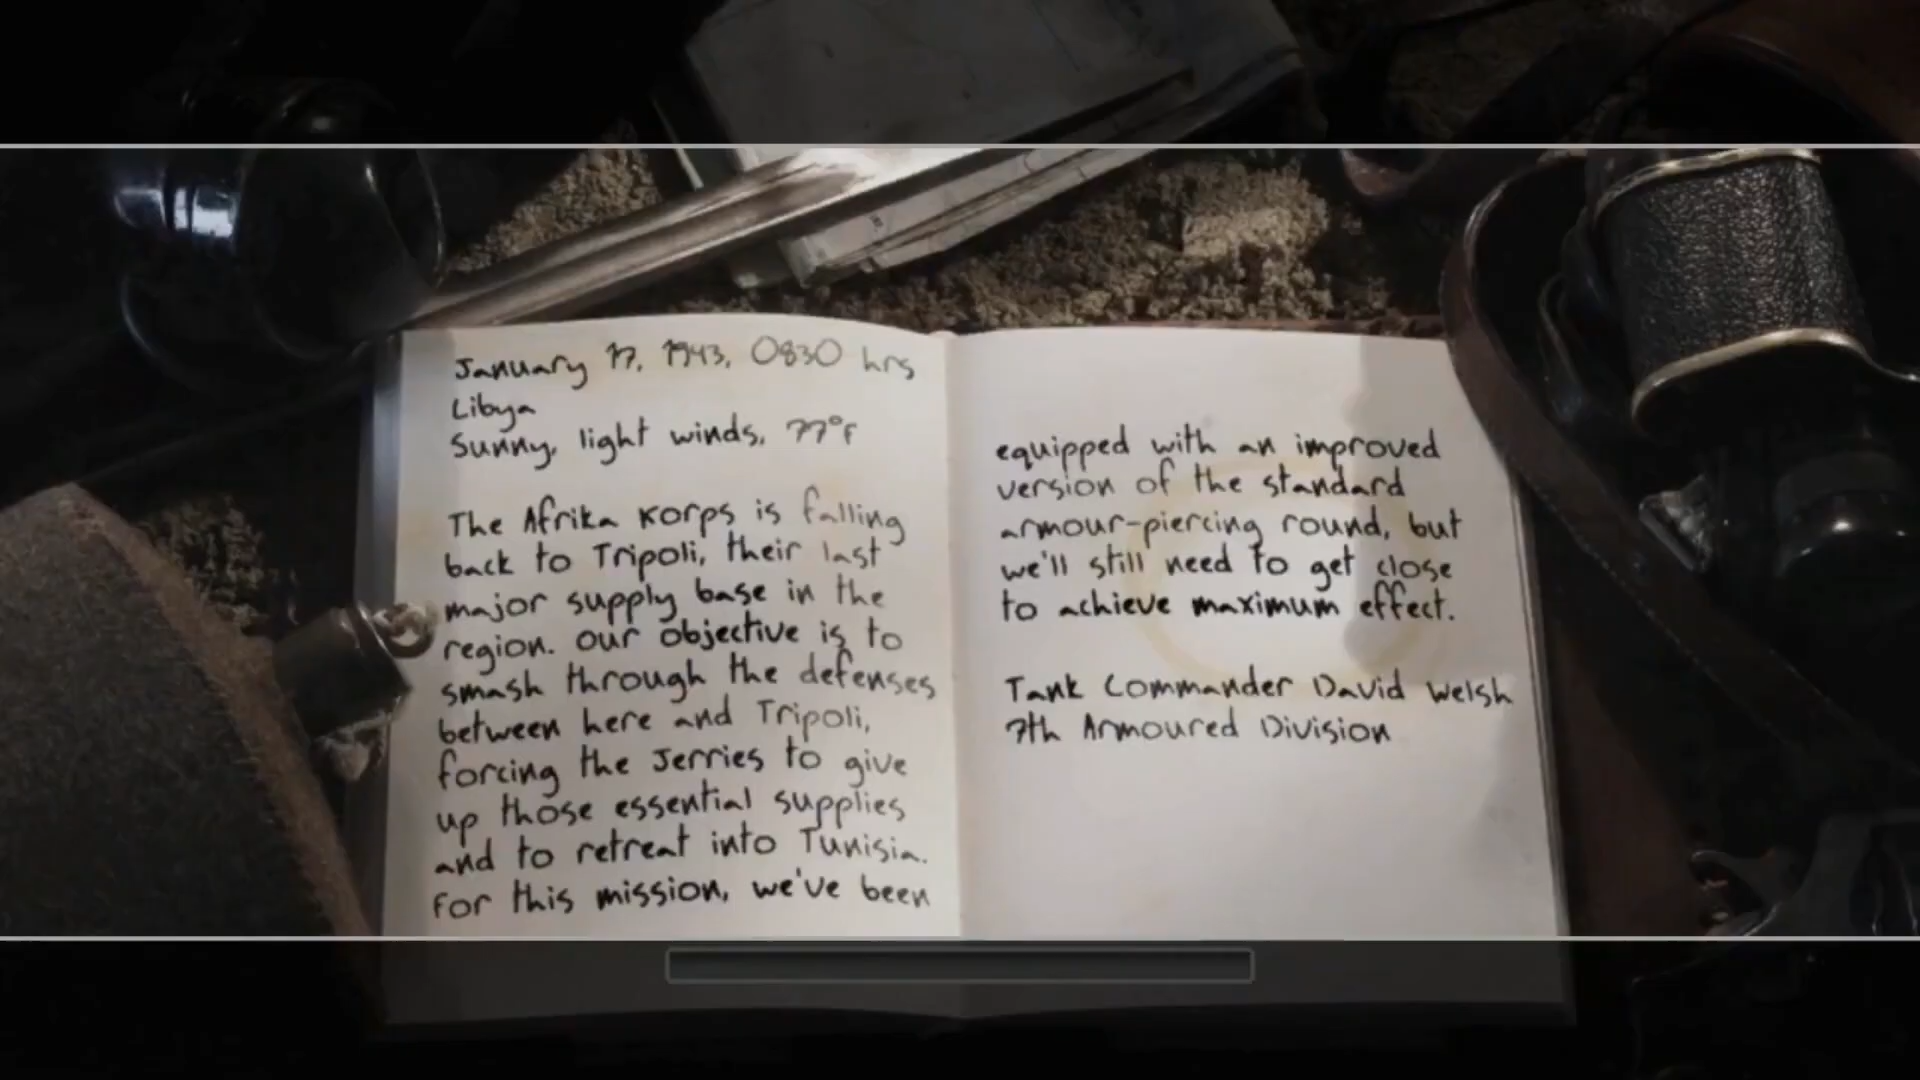 January 17, 1943, 0830 hrs
Libya
Sunny, light winds, 77°F
The Afrika Korps is falling
back to Tripoli, their last
major supply base in the
region. Our objective is to
smash through the defenses
between here and Tripoli,
forcing the Jerries to give
up those essential supplies
and to retreat into Tunisia.
For this mission, we've been
equipped with an improved
version of the standard
armour-piercing round, but
we'll still need to get close
to achieve maximum effect.
Tank Commander David Welsh
7th Armoured Division